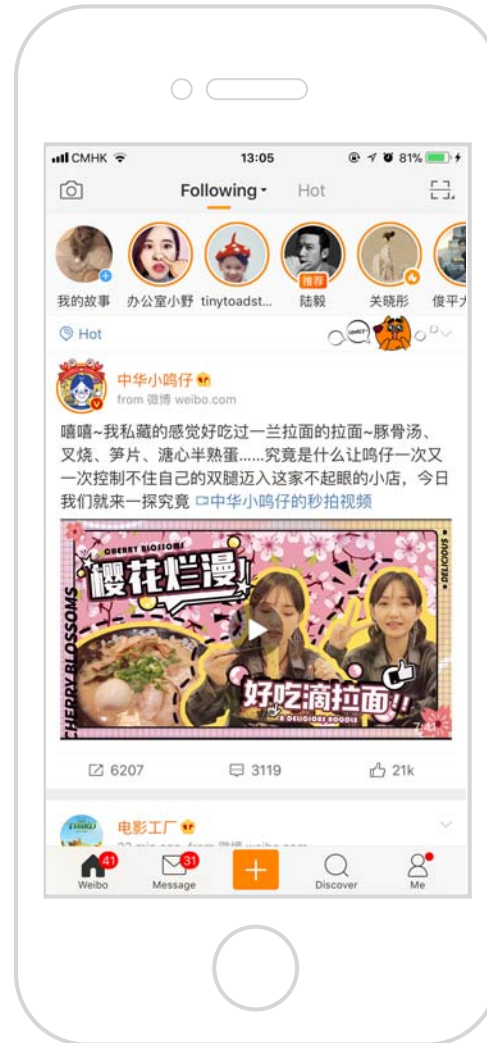 CMHK
13:05
81%
Following
Hot
我的故事
办公室小野
tinytoadst...
推荐
陆毅
关晓彤
俊平大
Hot
中华小鸣仔
from 微博 weibo.com
嘻嘻~我私藏的感觉好吃过一兰拉面的拉面~豚骨汤、
叉烧、笋片、溏心半熟蛋......究竟是什么让鸣仔一次又
一次控制不住自己的双腿迈入这家不起眼的小店，今日
我们就来一探究竟 中华小鸣仔的秒拍视频
CHERRY BLOSSOMS
樱花烂漫
CHERRY BLOSSOMS
DELICIOUS
好吃滴拉面!!
A DELICIOUS NOODLE
6207
3119
21k
电影工厂
41
31
Weibo
Message
Discover
Me